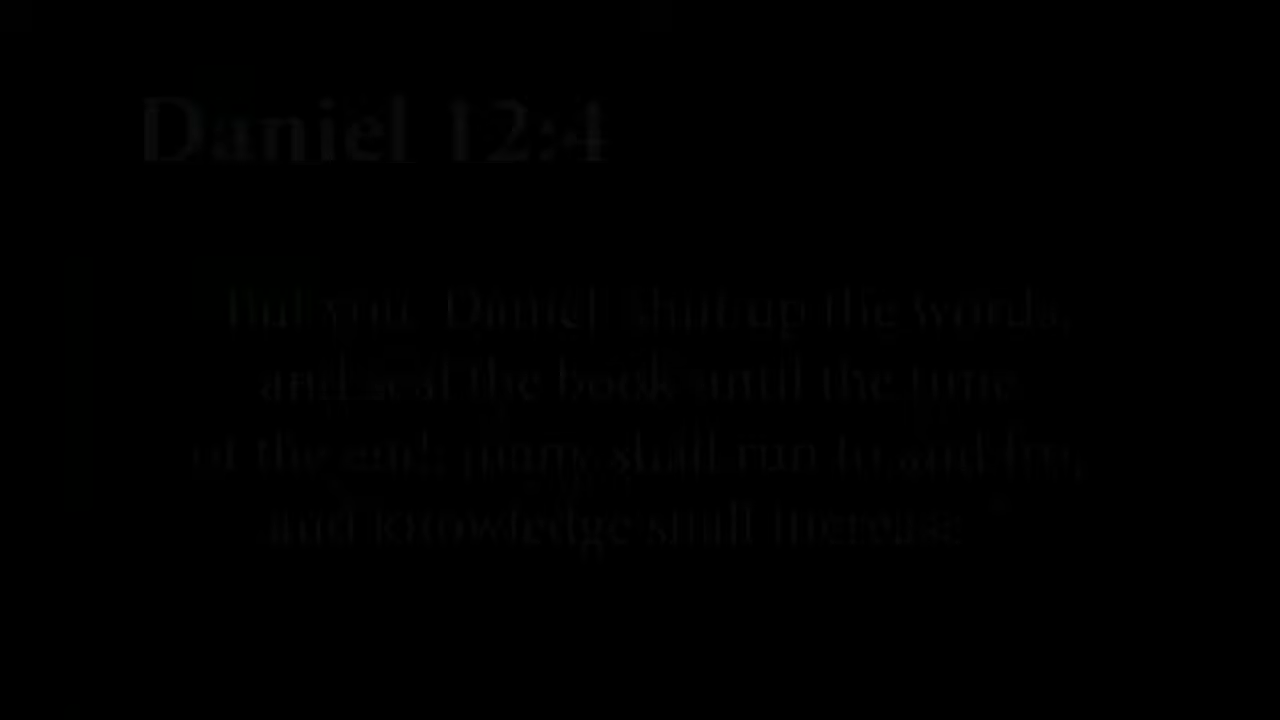 Daniel 12:4
"But you, Daniel, shut up the words,
and seal the book until the time
of the end; many shall run to and fro,
and knowledge shall increase."